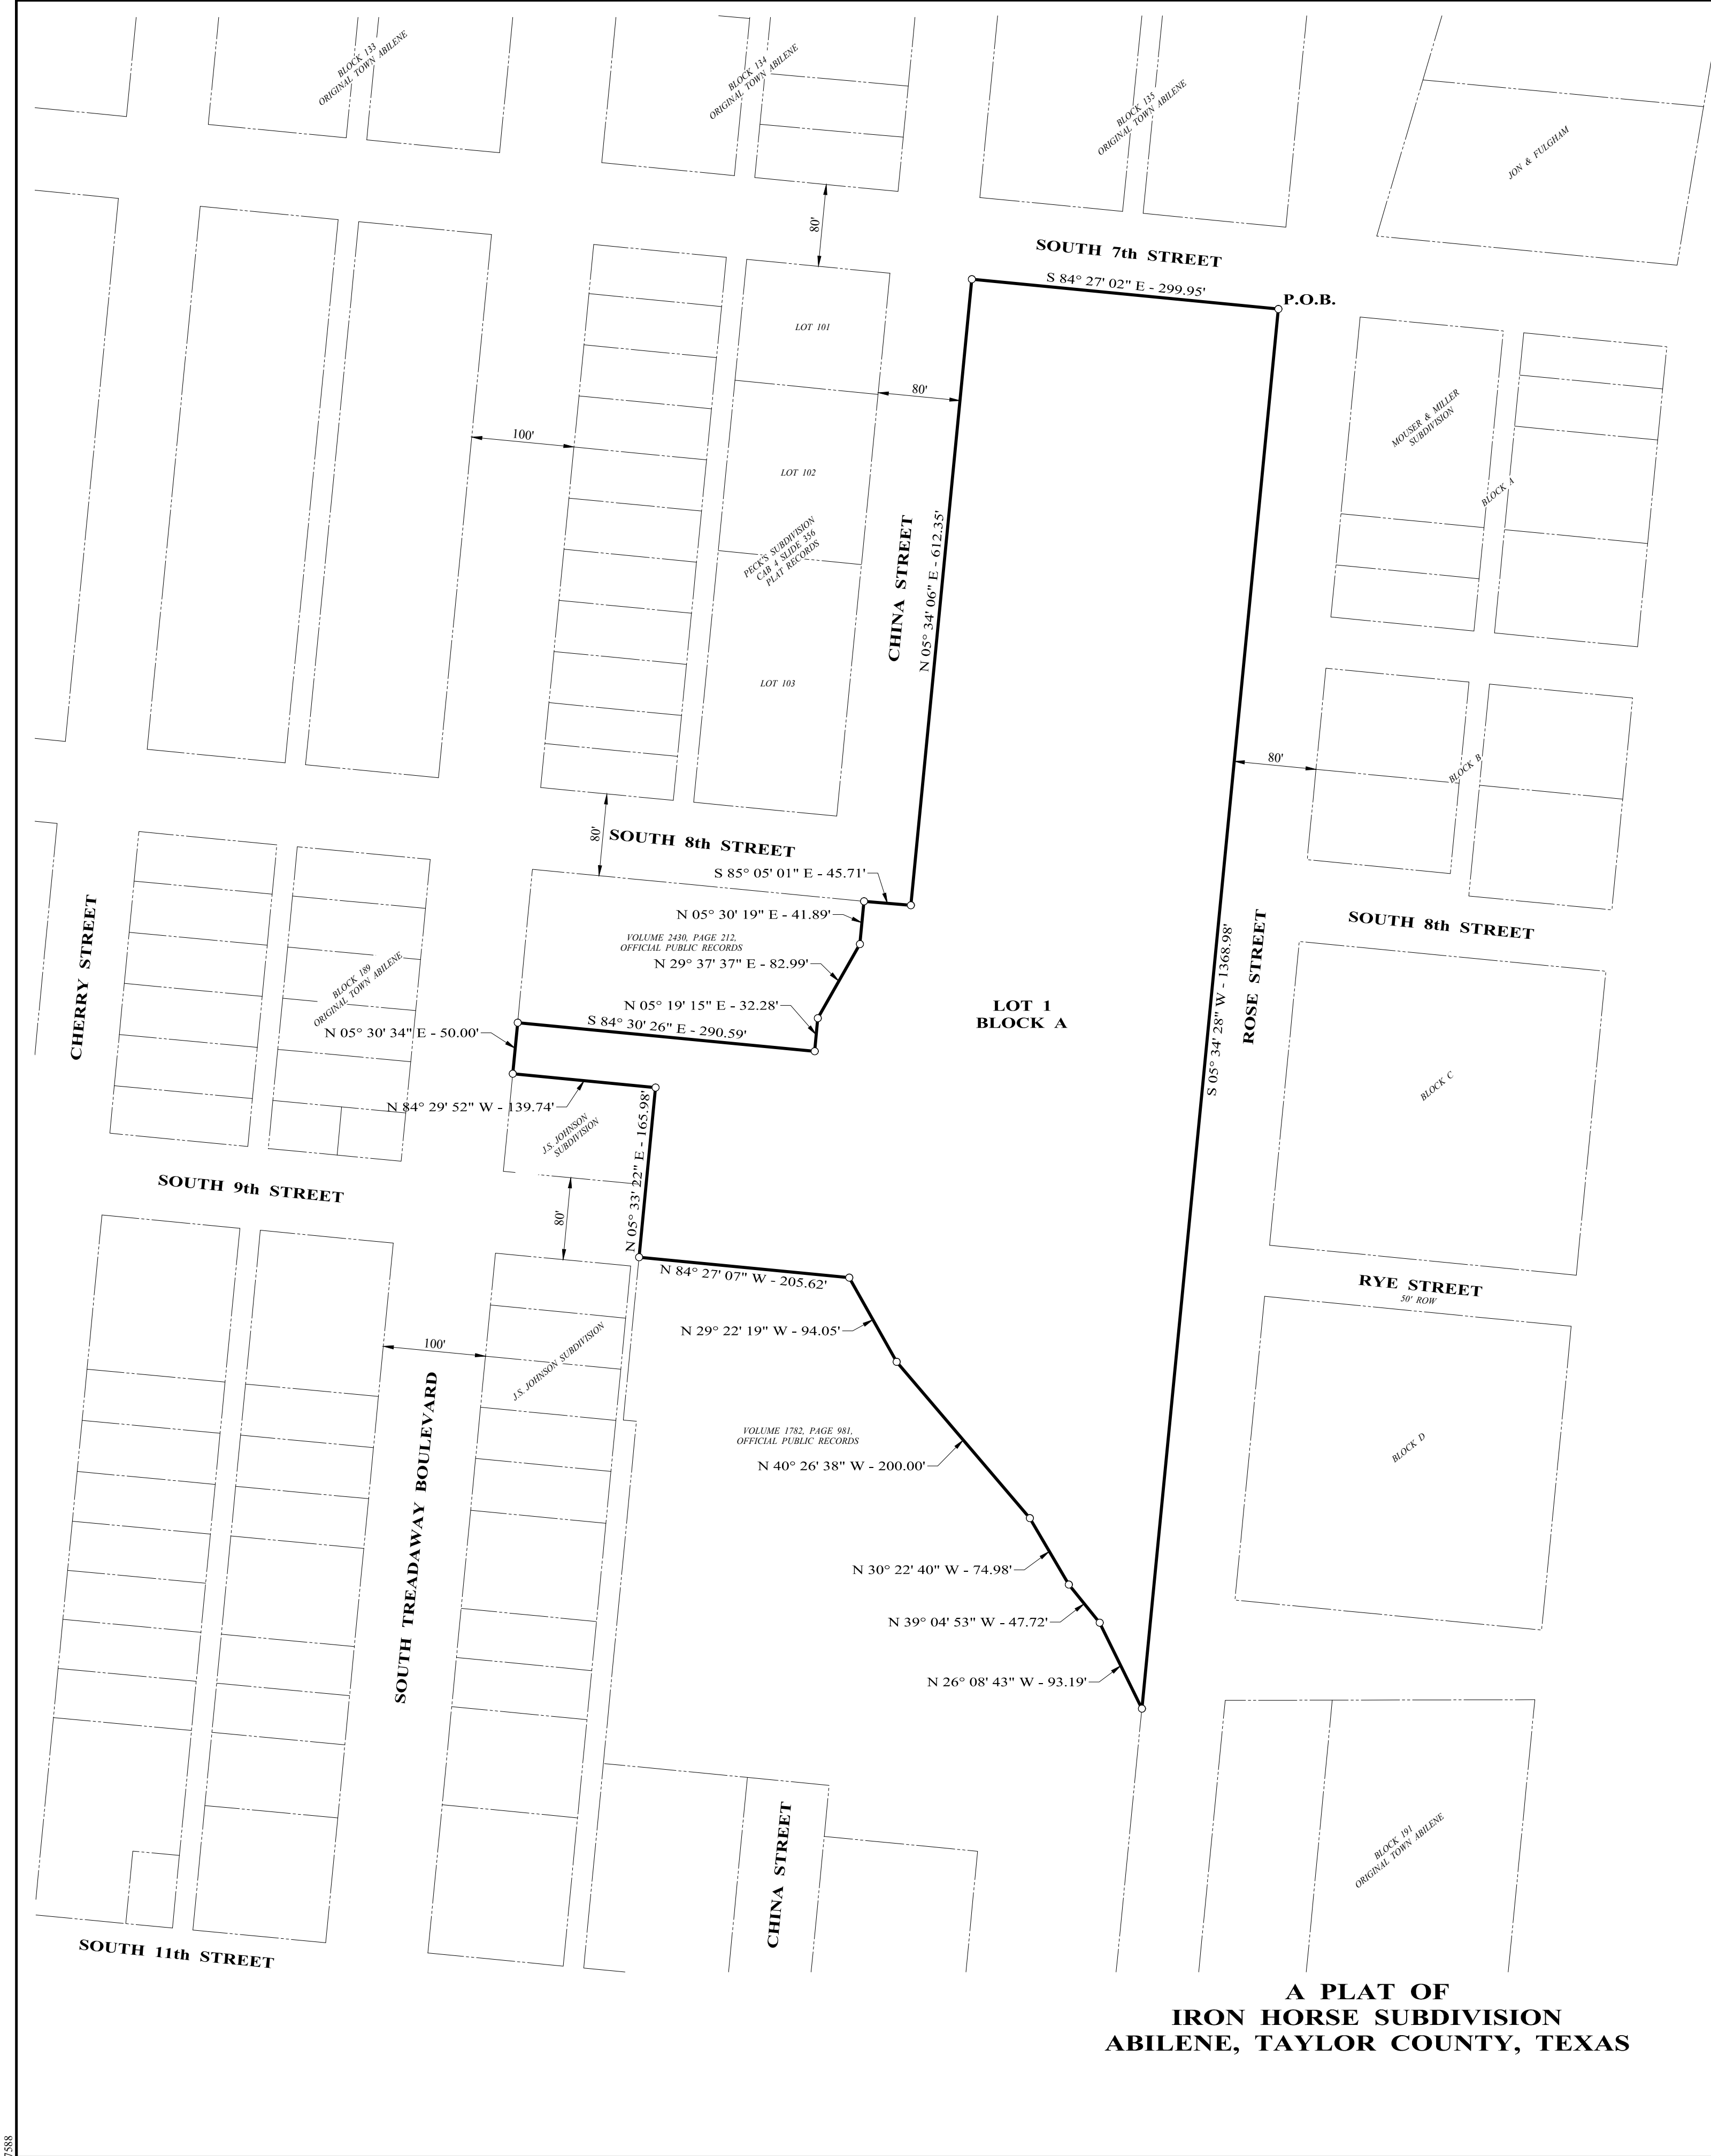 BLOCK 133
ORIGINAL TOWN ABILENE
BLOCK 134
ORIGINAL TOWN ABILENE
BLOCK 135
ORIGINAL TOWN ABILENE
JON & FULGHAM
80'
SOUTH 7th STREET
S 84° 27' 02" E - 299.95'
P.O.B.
LOT 101
80'
100'
LOT 102
PECK'S SUBDIVISION
CAB 4 SLIDE 356
PLAT RECORDS
LOT 103
CHINA STREET
N 05° 34' 06" E - 612.35'
MOUSER & MILLER
SUBDIVISION
BLOCK A
80'
BLOCK B
80'
SOUTH 8th STREET
S 85° 05' 01" E - 45.71'
N 05° 30' 19" E - 41.89'
VOLUME 2430, PAGE 212,
OFFICIAL PUBLIC RECORDS
N 29° 37' 37" E - 82.99'
N 05° 19' 15" E - 32.28'
S 84° 30' 26" E - 290.59'
N 05° 30' 34" E - 50.00'
CHERRY STREET
BLOCK 189
ORIGINAL TOWN ABILENE
LOT 1
BLOCK A
S 05° 34' 28" W - 1368.98'
ROSE STREET
SOUTH 8th STREET
BLOCK C
N 84° 29' 52" W - 139.74'
J.S. JOHNSON
SUBDIVISION
N 05° 33' 22" E - 165.98'
SOUTH 9th STREET
80'
N 84° 27' 07" W - 205.62'
RYE STREET
50' ROW
N 29° 22' 19" W - 94.05'
100'
J.S. JOHNSON SUBDIVISION
SOUTH TREADAWAY BOULEVARD
VOLUME 1782, PAGE 981,
OFFICIAL PUBLIC RECORDS
N 40° 26' 38" W - 200.00'
BLOCK D
N 30° 22' 40" W - 74.98'
N 39° 04' 53" W - 47.72'
N 26° 08' 43" W - 93.19'
CHINA STREET
BLOCK 191
ORIGINAL TOWN ABILENE
SOUTH 11th STREET
A PLAT OF
IRON HORSE SUBDIVISION
ABILENE, TAYLOR COUNTY, TEXAS
7588